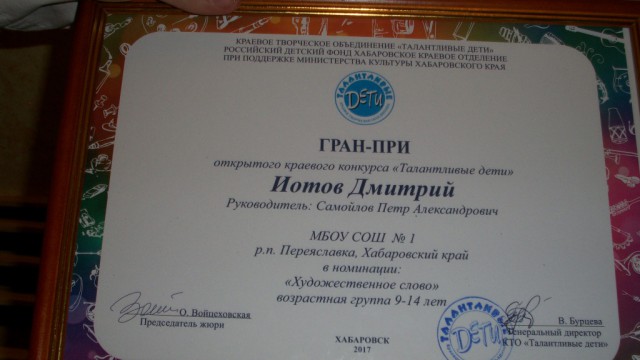 КРАЕВОЕ ТВОРЧЕСКОЕ ОБЪЕДИНЕНИЕ «ТАЛАНТЛИВЫЕ ДЕТИ»
РОССИЙСКИЙ ДЕТСКИЙ ФОНД ХАБАРОВСКОЕ КРАЕВОЕ ОТДЕЛЕНИЕ
ПРИ ПОДДЕРЖКЕ МИНИСТЕРСТВА КУЛЬТУРЫ ХАБАРОВСКОГО КРАЯ
ТАЛАНТЛИВЫЕ
ДЕТИ
ГРАН-ПРИ
открытого краевого конкурса «Талантливые дети»
Иотов Дмитрий
Руководитель: Самойлов Петр Александрович
МБОУ СОШ № 1
р.п. Переяславка, Хабаровский край
в номинации:
«Художественное слово»
возрастная группа 9-14 лет
О. Войцеховская
Председатель жюри
ТАЛАНТЛИВЫЕ
ДЕТИ
В. Бурцева
Генеральный директор
КТО «Талантливые дети»
ХАБАРОВСК
2017